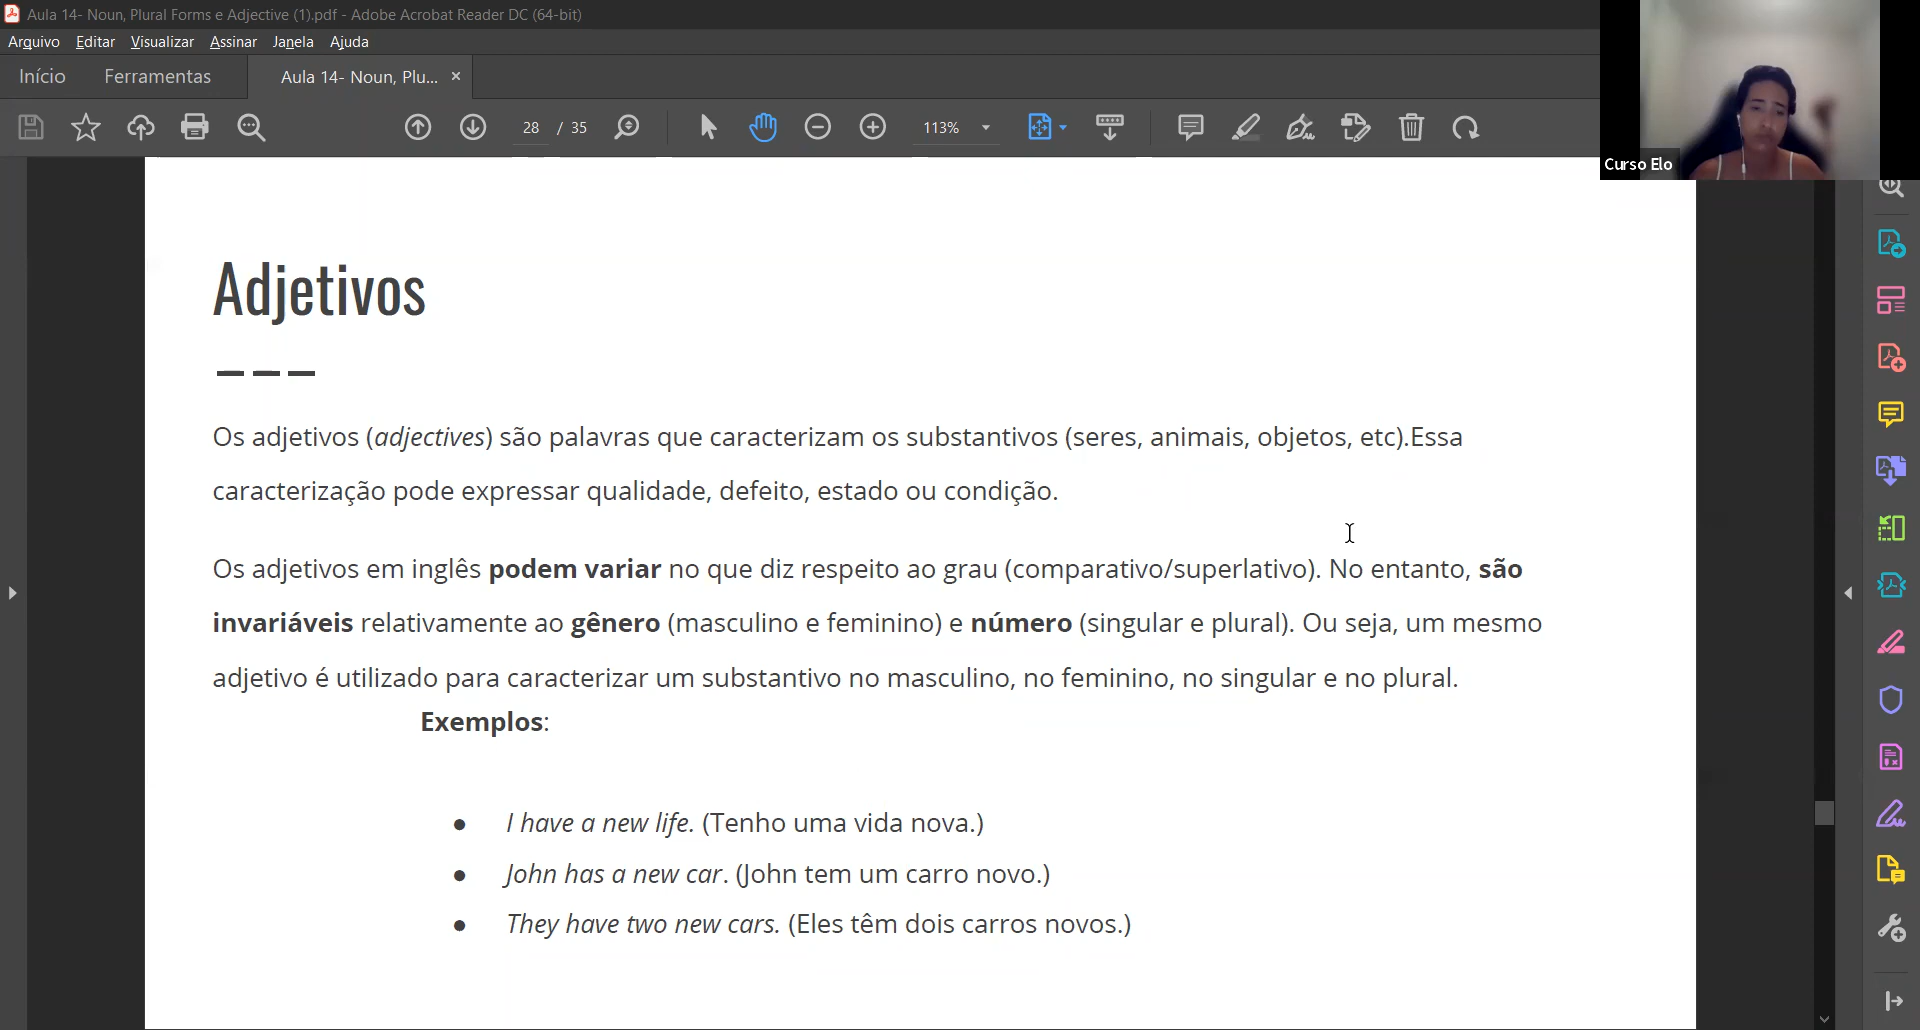 Aula 14- Noun, Plural Forms e Adjective (1).pdf - Adobe Acrobat Reader DC (64-bit)
Arquivo Editar Visualizar Assinar Janela Ajuda
Início Ferramentas Aula 14- Noun, Plu... ×
28 / 35 113%
Curso Elo
Adjetivos
Os adjetivos (adjectives) são palavras que caracterizam os substantivos (seres, animais, objetos, etc).Essa
caracterização pode expressar qualidade, defeito, estado ou condição.
Os adjetivos em inglês podem variar no que diz respeito ao grau (comparativo/superlativo). No entanto, são
invariáveis relativamente ao gênero (masculino e feminino) e número (singular e plural). Ou seja, um mesmo
adjetivo é utilizado para caracterizar um substantivo no masculino, no feminino, no singular e no plural.
Exemplos:
● I have a new life. (Tenho uma vida nova.)
● John has a new car. (John tem um carro novo.)
● They have two new cars. (Eles têm dois carros novos.)